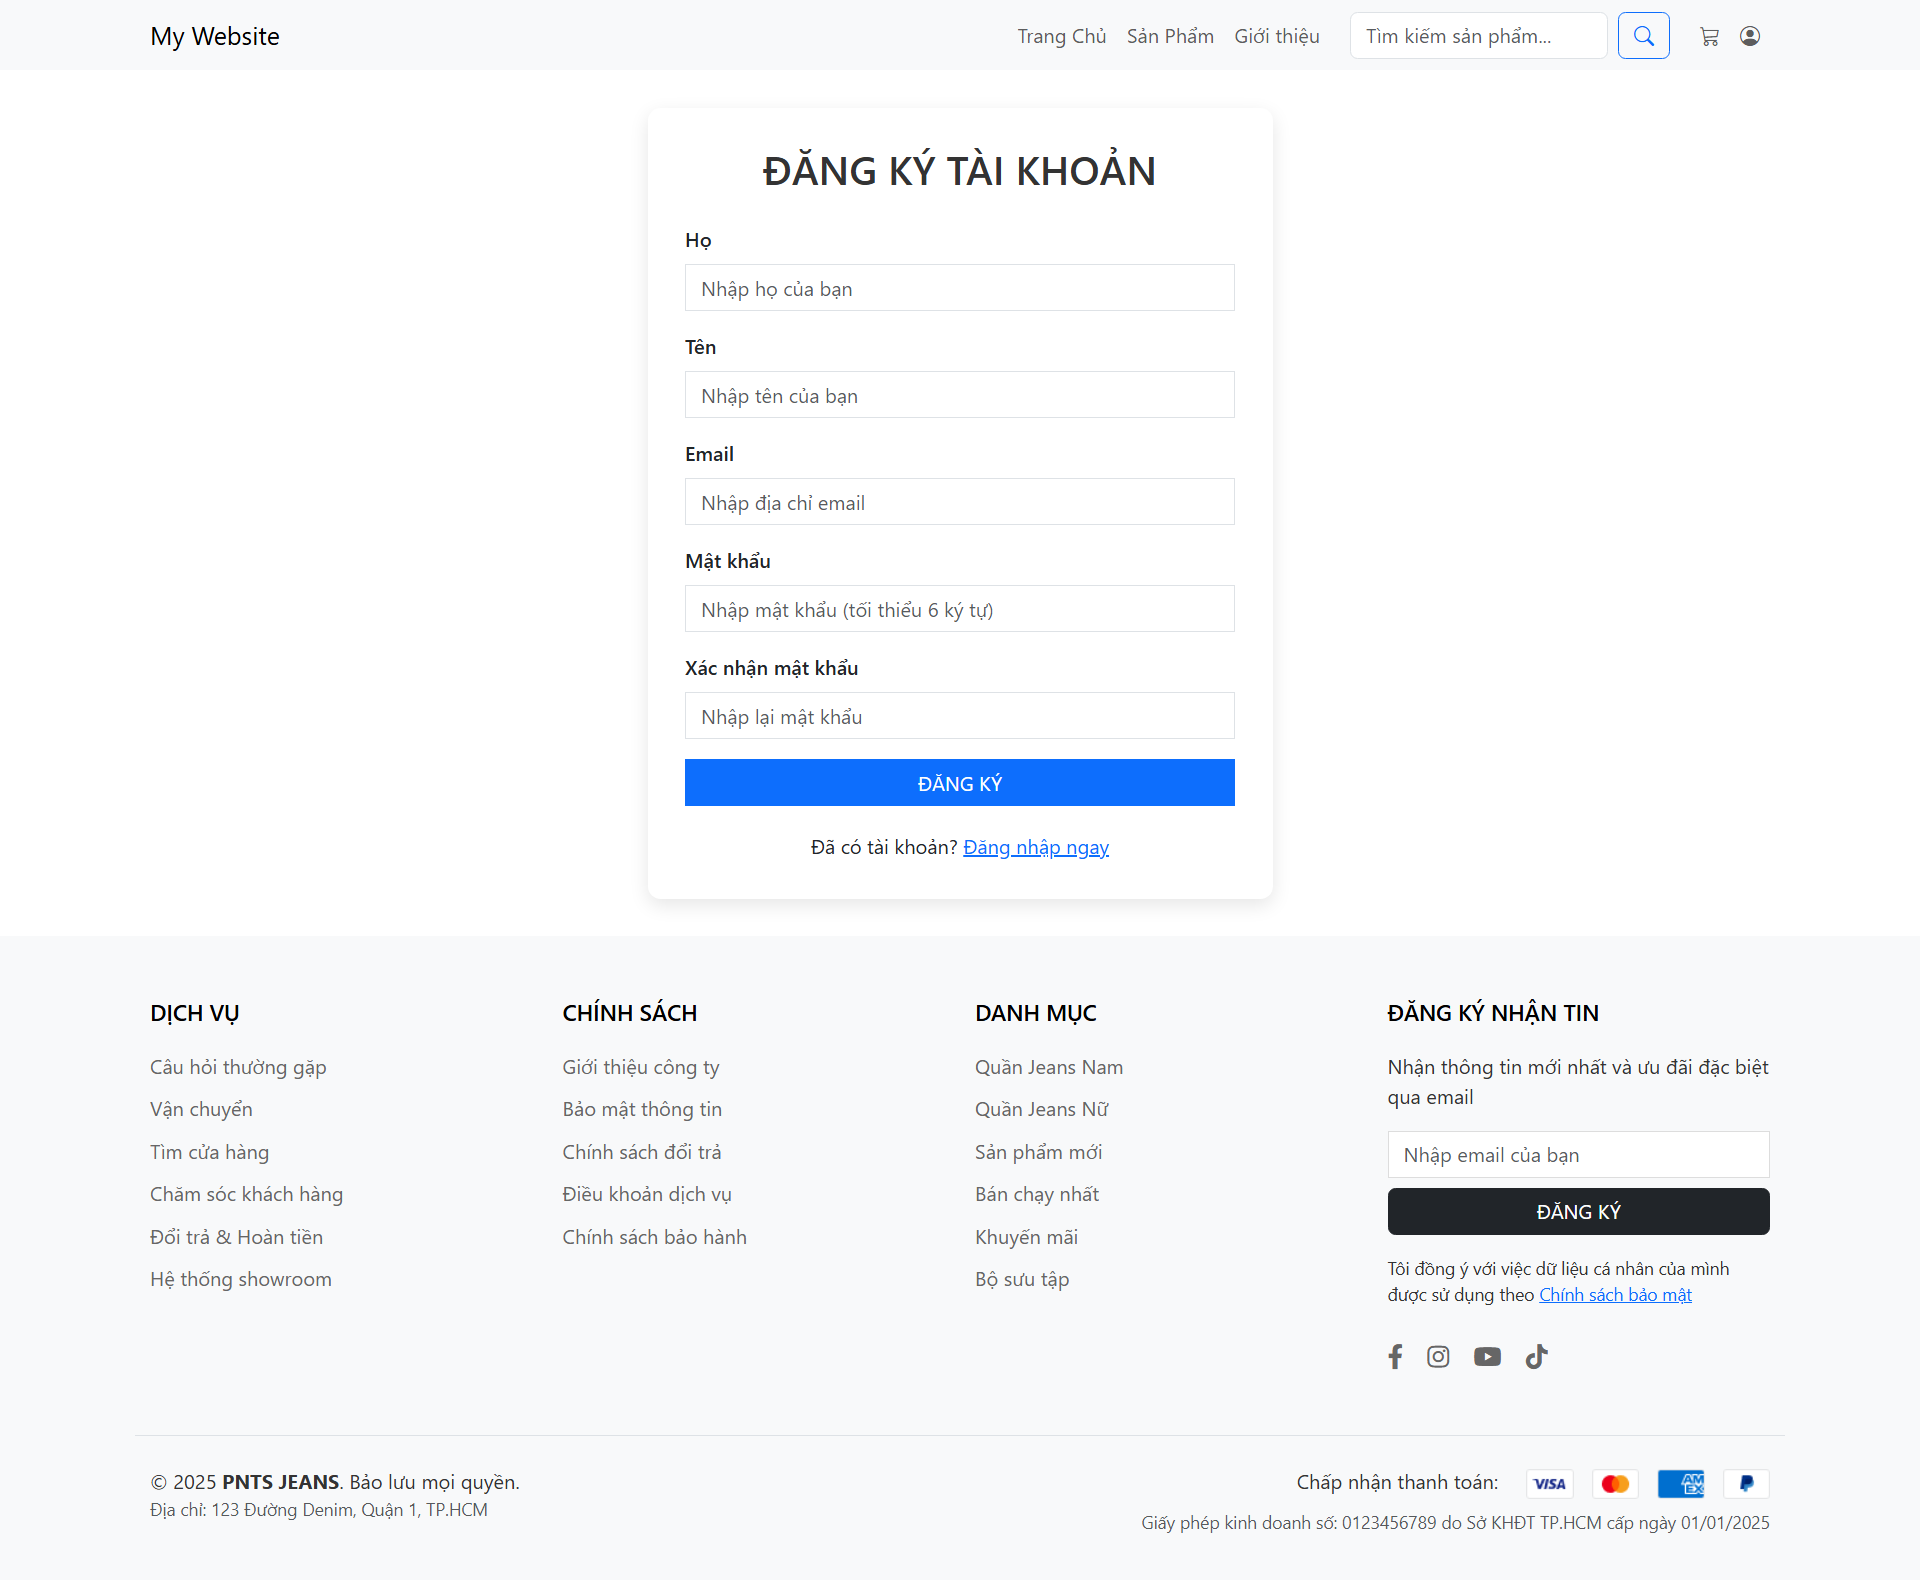 My Website
Trang Chủ
Sản Phẩm
Giới thiệu
Tìm kiếm sản phẩm...
ĐĂNG KÝ TÀI KHOẢN
Họ
Nhập họ của bạn
Tên
Nhập tên của bạn
Email
Nhập địa chỉ email
Mật khẩu
Nhập mật khẩu (tối thiểu 6 ký tự)
Xác nhận mật khẩu
Nhập lại mật khẩu
ĐĂNG KÝ
Đã có tài khoản? Đăng nhập ngay
DỊCH VỤ
Câu hỏi thường gặp
Vận chuyển
Tìm cửa hàng
Chăm sóc khách hàng
Đổi trả & Hoàn tiền
Hệ thống showroom
CHÍNH SÁCH
Giới thiệu công ty
Bảo mật thông tin
Chính sách đổi trả
Điều khoản dịch vụ
Chính sách bảo hành
DANH MỤC
Quần Jeans Nam
Quần Jeans Nữ
Sản phẩm mới
Bán chạy nhất
Khuyến mãi
Bộ sưu tập
ĐĂNG KÝ NHẬN TIN
Nhận thông tin mới nhất và ưu đãi đặc biệt
qua email
Nhập email của bạn
ĐĂNG KÝ
Tôi đồng ý với việc dữ liệu cá nhân của mình
được sử dụng theo Chính sách bảo mật
© 2025 PNTS JEANS. Bảo lưu mọi quyền.
Địa chỉ: 123 Đường Denim, Quận 1, TP.HCM
Chấp nhận thanh toán:
VISA
AM
EX
Giấy phép kinh doanh số: 0123456789 do Sở KHĐT TP.HCM cấp ngày 01/01/2025